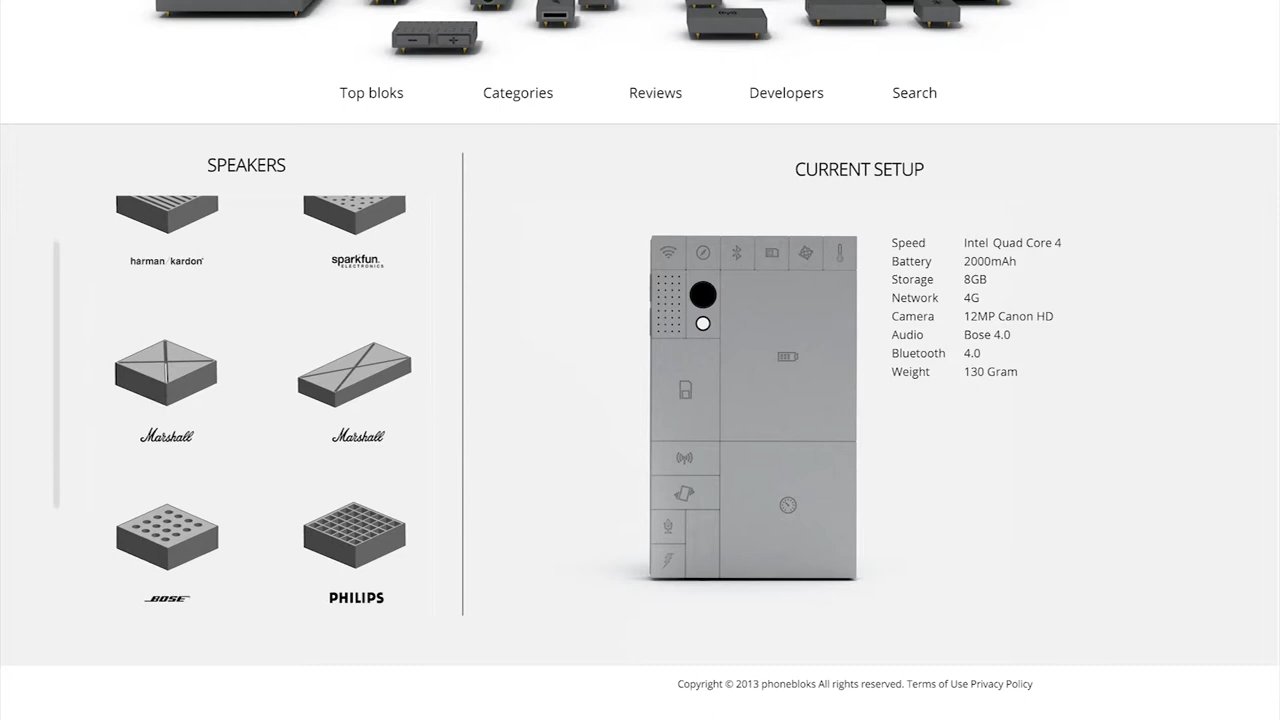 Top bloks Categories Reviews Developers Search
SPEAKERS
harman / kardon
sparkfun.
ELECTRONICS
Marshall
Marshall
BOSE
PHILIPS
CURRENT SETUP
Speed Intel Quad Core 4
Battery 2000mAh
Storage 8GB
Network 4G
Camera 12MP Canon HD
Audio Bose 4.0
Bluetooth 4.0
Weight 130 Gram
Copyright © 2013 phonebloks All rights reserved. Terms of Use Privacy Policy